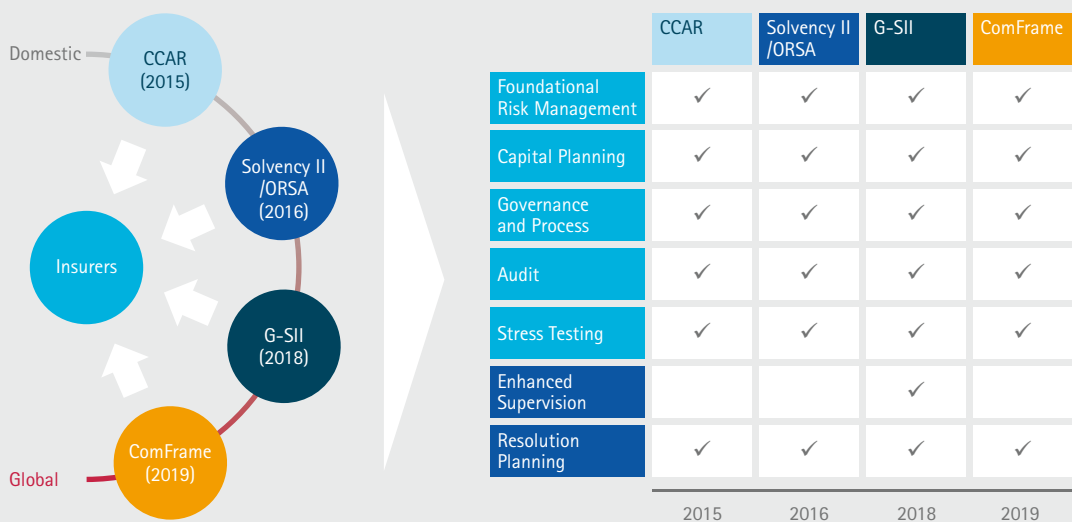 Domestic
CCAR
(2015)
Solvency II
/ORSA
(2016)
Insurers
G-SII
(2018)
ComFrame
(2019)
Global
CCAR
Solvency II
/ORSA
G-SII
ComFrame
Foundational
Risk Management
✓ ✓ ✓ ✓
Capital Planning
✓ ✓ ✓ ✓
Governance
and Process
✓ ✓ ✓ ✓
Audit
✓ ✓ ✓ ✓
Stress Testing
✓ ✓ ✓ ✓
Enhanced
Supervision
✓
Resolution
Planning
✓ ✓ ✓ ✓
2015 2016 2018 2019